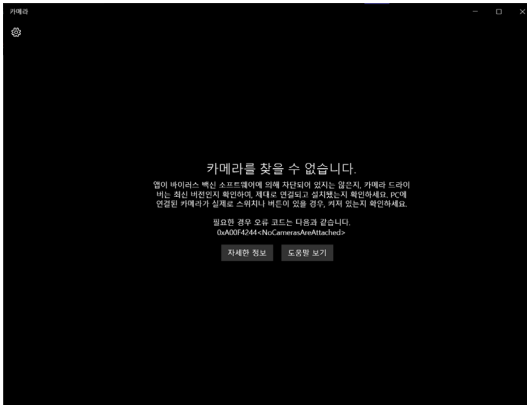 카메라
카메라를 찾을 수 없습니다.
앱이 바이러스 백신 소프트웨어에 의해 차단되어 있지는 않은지, 카메라 드라이
버는 최신 버전인지 확인하여, 제대로 연결되고 설치됐는지 확인하세요. PC에
연결된 카메라가 실제로 스위치나 버튼이 있을 경우, 켜져 있는지 확인하세요.
필요한 경우 오류 코드는 다음과 같습니다.
0xA00F4244<NoCamerasAreAttached>
자세한 정보
도움말 보기